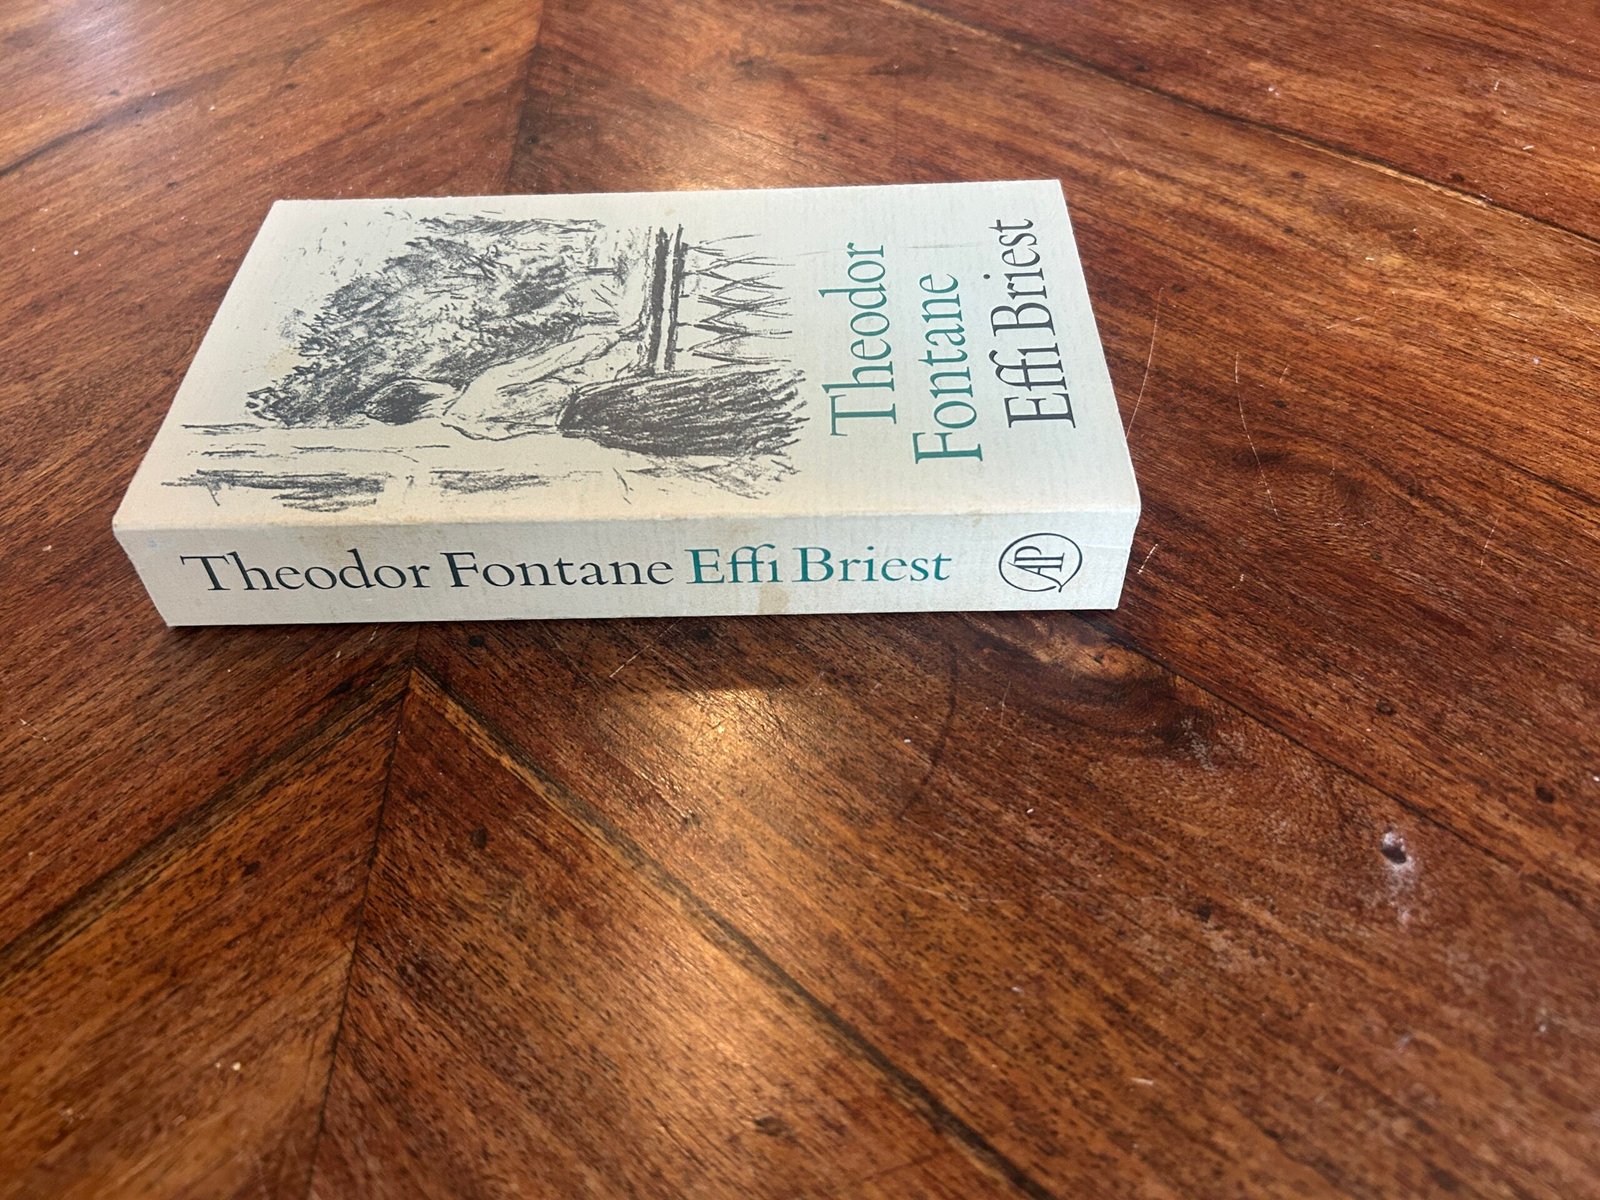 Theodor
Fontane
Effi Briest
Theodor Fontane Effi Briest
AP